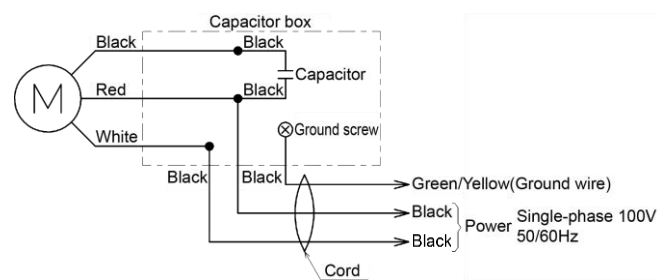 Capacitor box
Black
Black
Capacitor
M
Red
Black
White
Ground screw
Black
Black
Green/Yellow(Ground wire)
Black
Black
Power
Single-phase 100V
50/60Hz
Cord